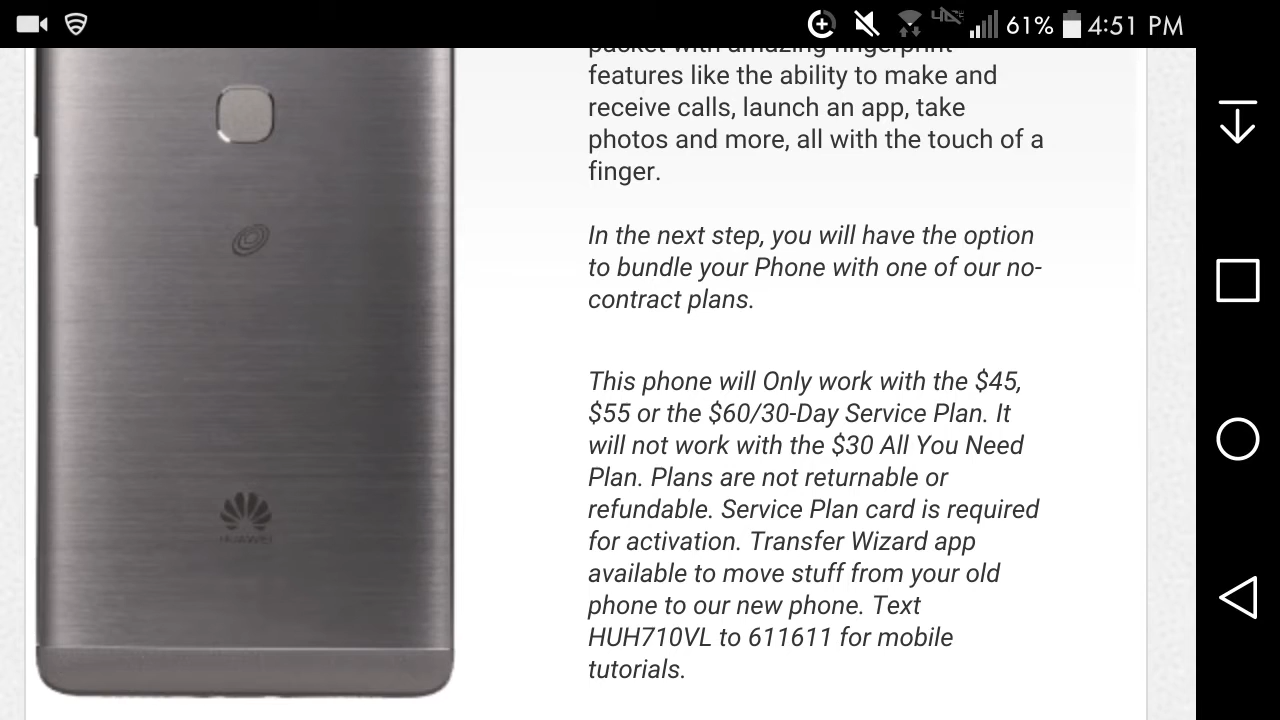 61% 4:51 PM
packet with amazing fingerprint
features like the ability to make and
receive calls, launch an app, take
photos and more, all with the touch of a
finger.
In the next step, you will have the option
to bundle your Phone with one of our no-
contract plans.
This phone will Only work with the $45,
$55 or the $60/30-Day Service Plan. It
will not work with the $30 All You Need
Plan. Plans are not returnable or
refundable. Service Plan card is required
for activation. Transfer Wizard app
available to move stuff from your old
phone to our new phone. Text
HUH710VL to 611611 for mobile
tutorials.
HUAWEI